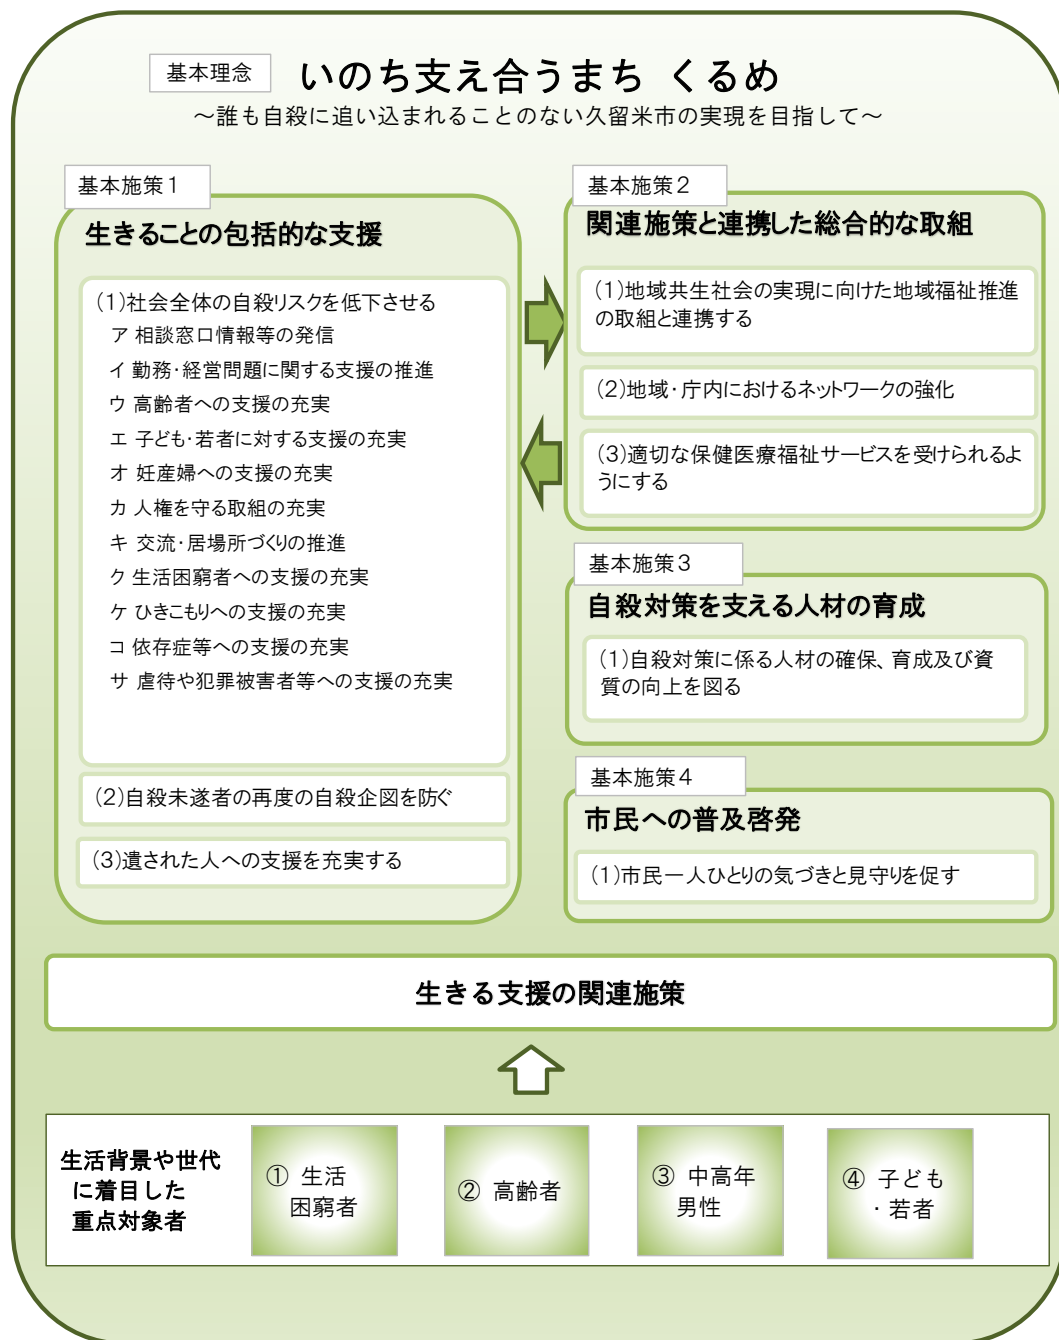 基本理念
いのち支え合うまち くるめ
～誰も自殺に追い込まれることのない久留米市の実現を目指して～
基本施策1
生きることの包括的な支援
(1)社会全体の自殺リスクを低下させる
ア 相談窓口情報等の発信
イ 勤務・経営問題に関する支援の推進
ウ 高齢者への支援の充実
エ 子ども・若者に対する支援の充実
オ 妊産婦への支援の充実
カ 人権を守る取組の充実
キ 交流・居場所づくりの推進
ク 生活困窮者への支援の充実
ケ ひきこもりへの支援の充実
コ 依存症等への支援の充実
サ 虐待や犯罪被害者等への支援の充実
(2)自殺未遂者の再度の自殺企図を防ぐ
(3)遺された人への支援を充実する
基本施策2
関連施策と連携した総合的な取組
(1)地域共生社会の実現に向けた地域福祉推進
の取組と連携する
(2)地域・庁内におけるネットワークの強化
(3)適切な保健医療福祉サービスを受けられるよ
うにする
基本施策3
自殺対策を支える人材の育成
(1)自殺対策に係る人材の確保、育成及び資
質の向上を図る
基本施策4
市民への普及啓発
(1)市民一人ひとりの気づきと見守りを促す
生きる支援の関連施策
生活背景や世代
に着目した
重点対象者
① 生活
困窮者
② 高齢者
③ 中高年
男性
④ 子ども
・若者